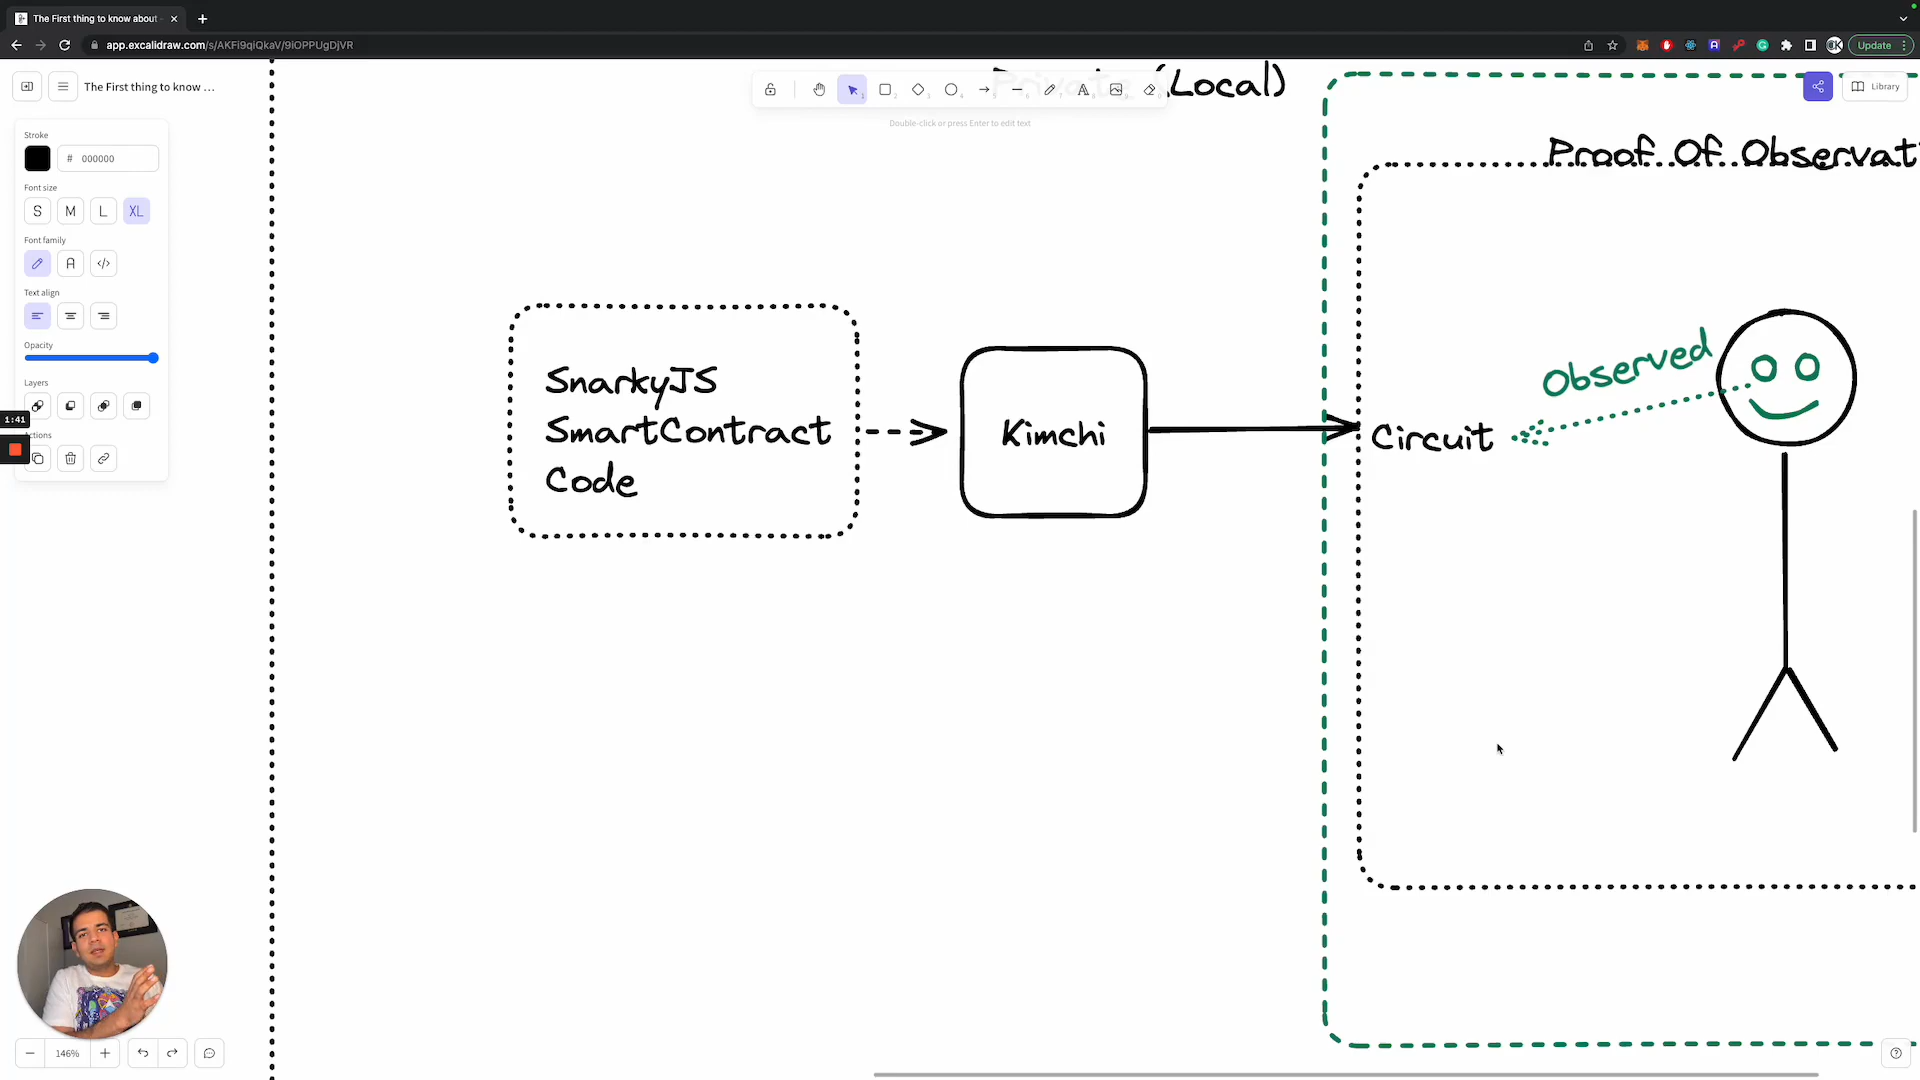 The First thing to know about
app.excalidraw.com/s/AKFi9qiQkaV/9iOPPUgDjVR
Update
The First thing to know ...
(Local)
Library
Double-click or press Enter to edit text
Stroke
# 000000
Font size
S M L XL
Font family
A </>
Text align
Opacity
Layers
1:41
Proof Of Observat
SnarkyJS
SmartContract
Code
Kimchi
Circuit
Observed
146%